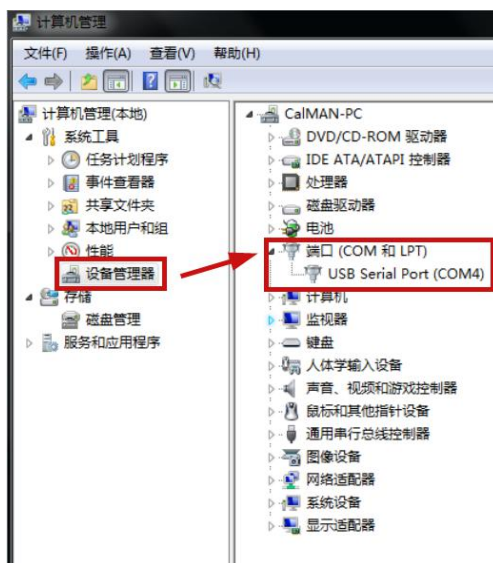 计算机管理
文件(F) 操作(A) 查看(V) 帮助(H)
计算机管理(本地)
系统工具
任务计划程序
事件查看器
共享文件夹
本地用户和组
性能
设备管理器
存储
磁盘管理
服务和应用程序
CalMAN-PC
DVD/CD-ROM 驱动器
IDE ATA/ATAPI 控制器
处理器
磁盘驱动器
电池
端口 (COM 和 LPT)
USB Serial Port (COM4)
计算机
监视器
键盘
人体学输入设备
声音、视频和游戏控制器
鼠标和其他指针设备
通用串行总线控制器
图像设备
网络适配器
系统设备
显示适配器